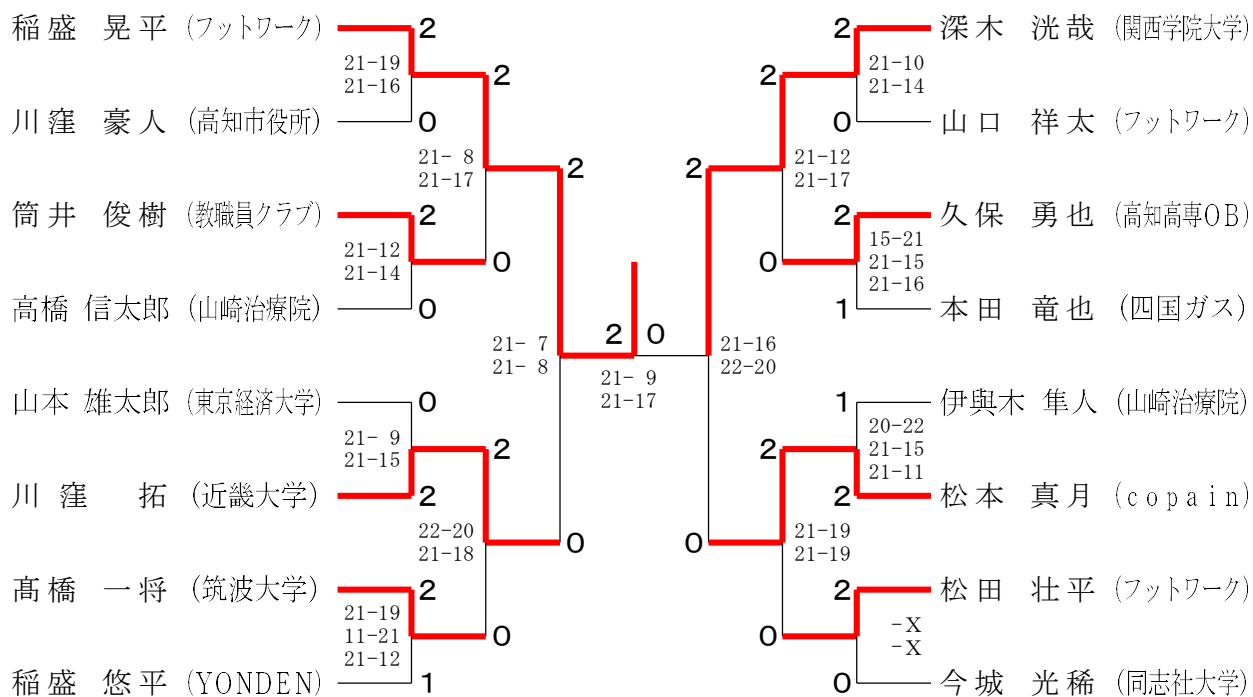 稲盛 晃平 (フットワーク) 2
21-19
21-16
2
川窪 豪人 (高知市役所) 0
21- 8
21-17
2
筒井 俊樹 (教職員クラブ) 2
21-12
21-14
0
高橋 信太郎 (山崎治療院) 0
21- 7
21- 8
山本 雄太郎 (東京経済大学) 0
21- 9
21-15
2
川窪 拓 (近畿大学) 2
22-20
21-18
0
髙橋 一将 (筑波大学) 2
21-19
11-21
21-12
0
稲盛 悠平 (YONDEN) 1
2 0
21- 9
21-17
2 深木 洸哉 (関西学院大学)
21-10
21-14
2
0 山口 祥太 (フットワーク)
21-12
21-17
2
2 久保 勇也 (高知高専OB)
15-21
21-15
21-16
0
1 本田 竜也 (四国ガス)
21-16
22-20
1 伊與木 隼人 (山崎治療院)
20-22
21-15
21-11
2
2 松本 真月 (copain)
21-19
21-19
0
2 松田 壮平 (フットワーク)
-X
-X
0
0 今城 光稀 (同志社大学)